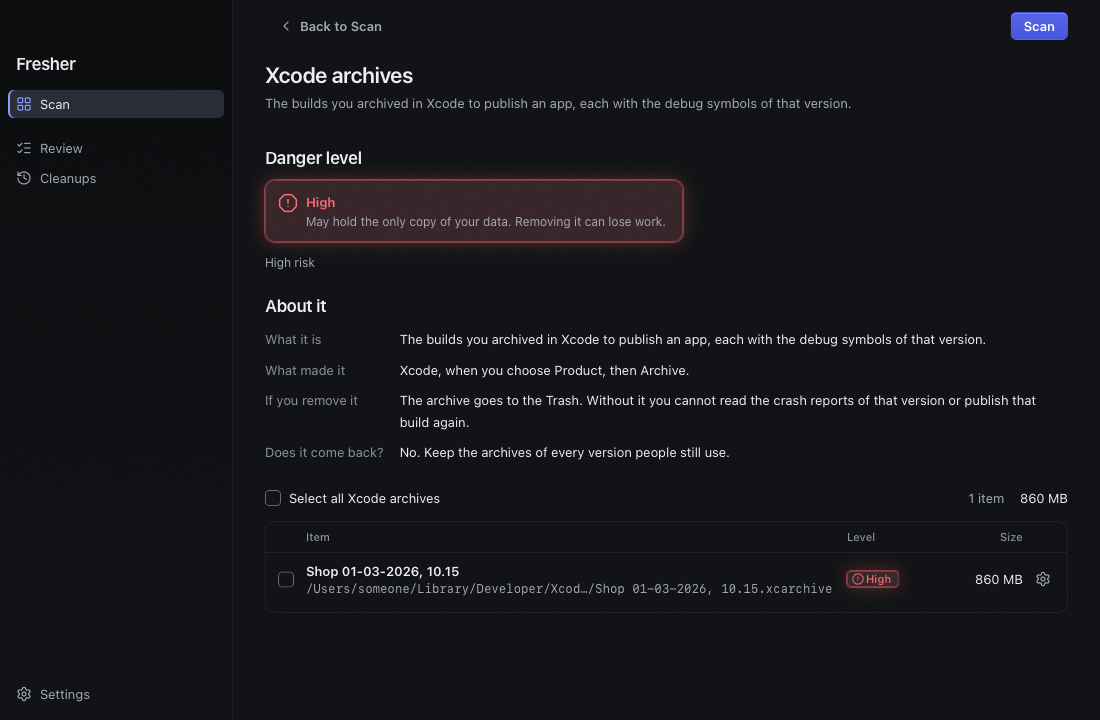 Back to Scan
Scan
Fresher
Scan
Review
Cleanups
Settings
Xcode archives
The builds you archived in Xcode to publish an app, each with the debug symbols of that version.
Danger level
High
May hold the only copy of your data. Removing it can lose work.
High risk
About it
What it is
The builds you archived in Xcode to publish an app, each with the debug symbols of that version.
What made it
Xcode, when you choose Product, then Archive.
If you remove it
The archive goes to the Trash. Without it you cannot read the crash reports of that version or publish that
build again.
Does it come back?
No. Keep the archives of every version people still use.
Select all Xcode archives
1 item 860 MB
Item Level Size
Shop 01-03-2026, 10.15
/Users/someone/Library/Developer/Xcod…/Shop 01-03-2026, 10.15.xcarchive
High
860 MB